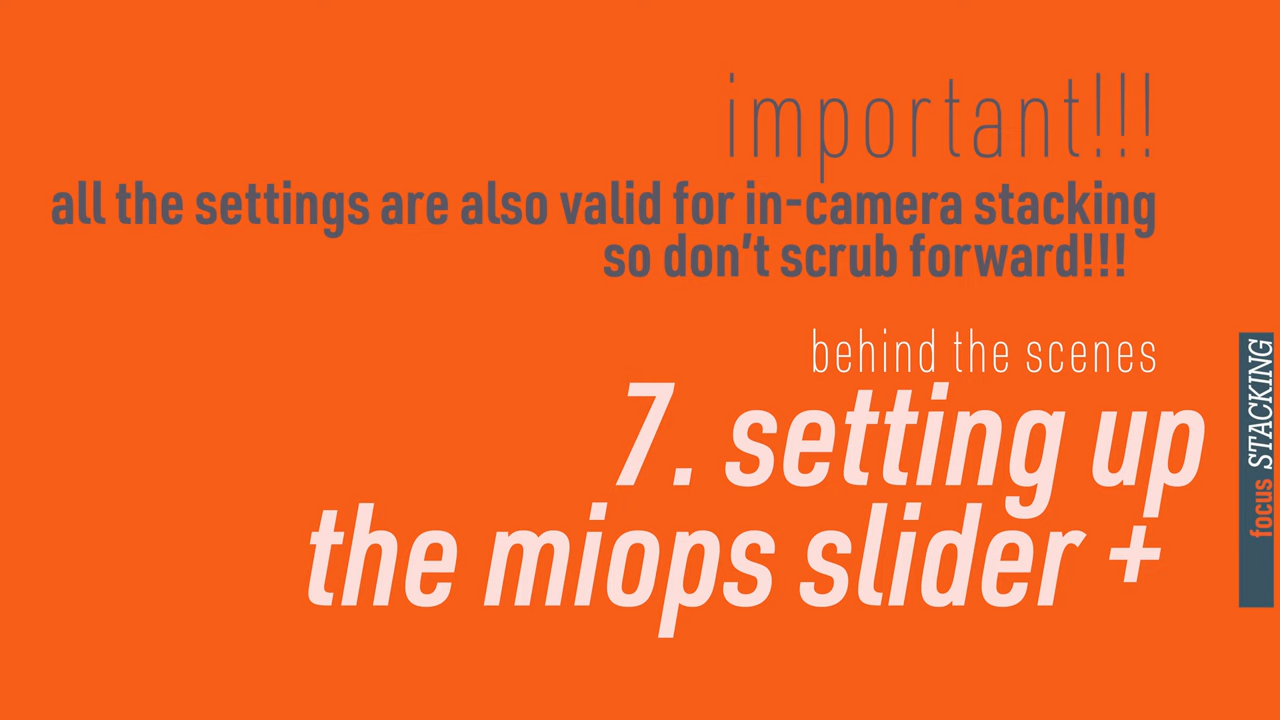 important!!!
all the settings are also valid for in-camera stacking
so don't scrub forward!!!
behind the scenes
7. setting up
the miops slider +
focus STACKING